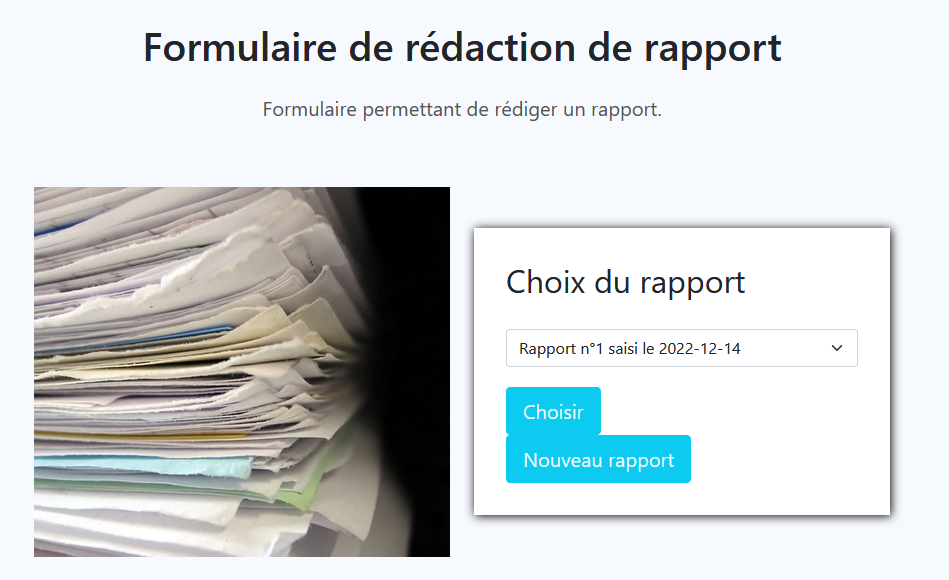 Formulaire de rédaction de rapport
Formulaire permettant de rédiger un rapport.
Choix du rapport
Rapport n°1 saisi le 2022-12-14
Choisir
Nouveau rapport